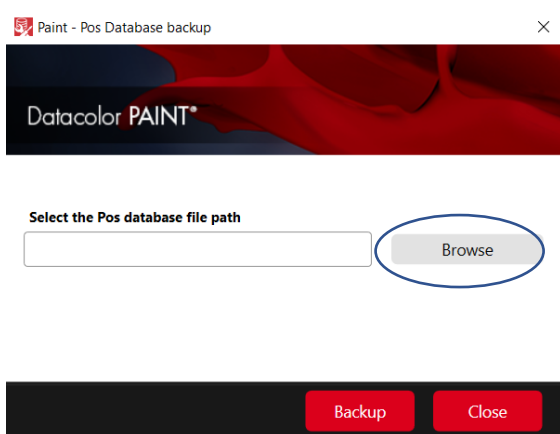 Paint - Pos Database backup
Datacolor PAINT®
Select the Pos database file path
Browse
Backup Close